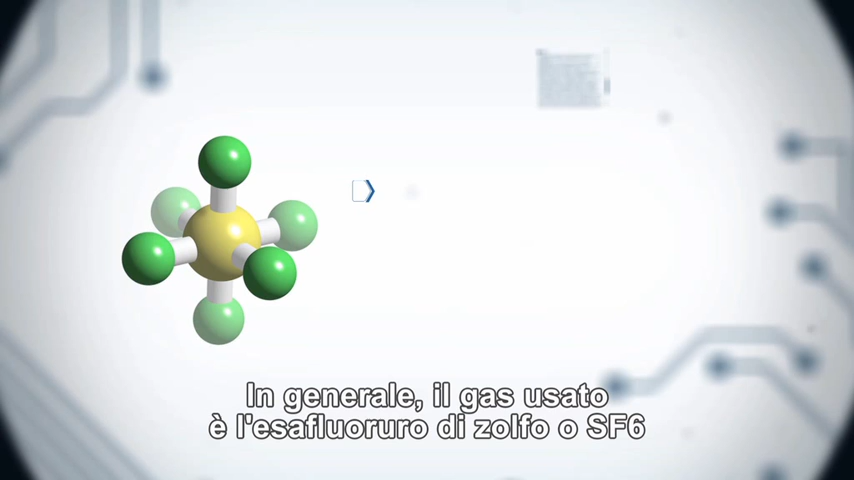 In generale, il gas usato
è l'esafluoruro di zolfo o SF6